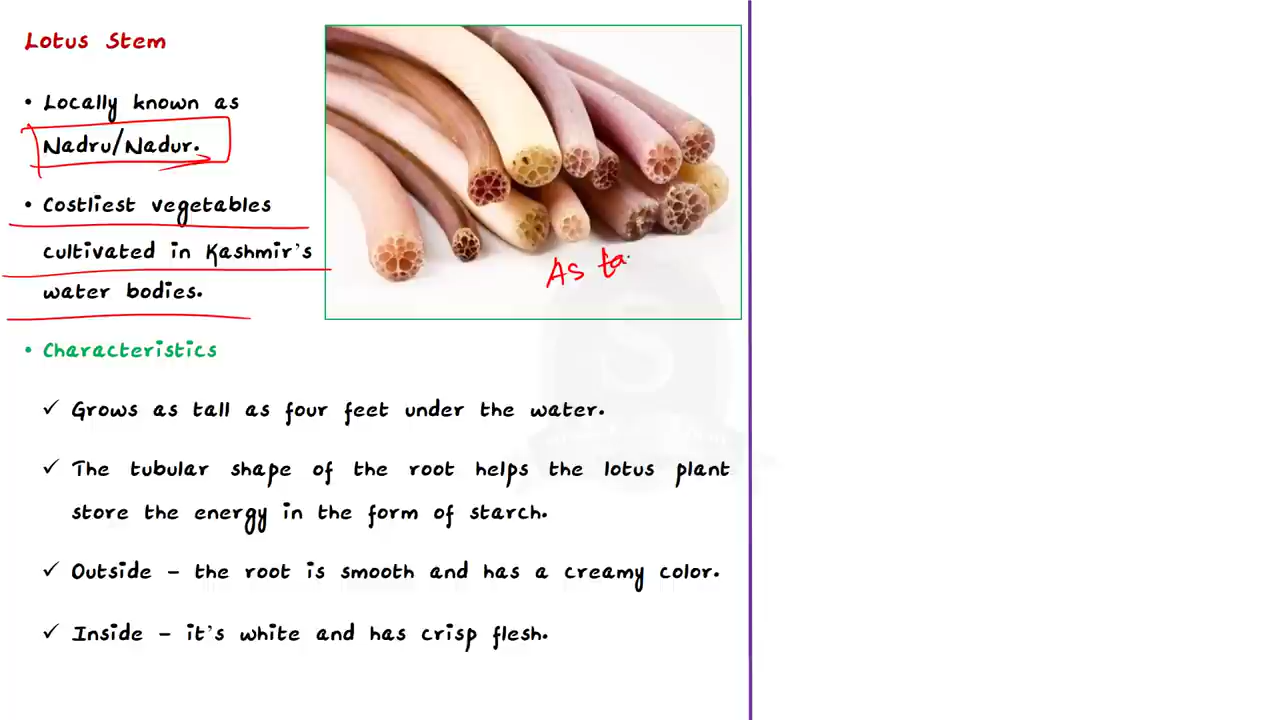 Lotus Stem
• Locally known as
Nadru/Nadur.
• Costliest vegetables
cultivated in Kashmir's
water bodies.
As ta
• Characteristics
✓ Grows as tall as four feet under the water.
✓ The tubular shape of the root helps the lotus plant
store the energy in the form of starch.
✓ Outside – the root is smooth and has a creamy color.
✓ Inside – it's white and has crisp flesh.